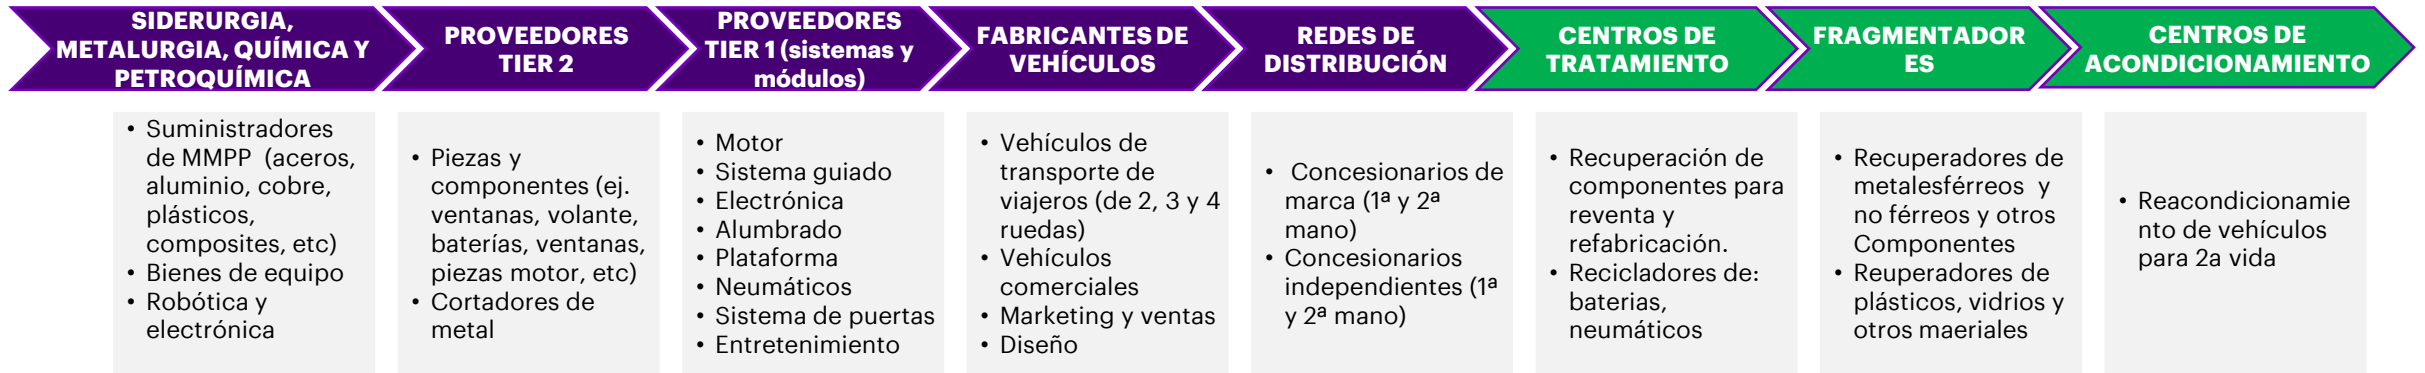 SIDERURGIA,
METALURGIA, QUÍMICA Y
PETROQUÍMICA
PROVEEDORES
TIER 2
PROVEEDORES
TIER 1 (sistemas y
módulos)
FABRICANTES DE
VEHÍCULOS
REDES DE
DISTRIBUCIÓN
CENTROS DE
TRATAMIENTO
FRAGMENTADOR
ES
CENTROS DE
ACONDICIONAMIENTO
• Suministradores
de MMPP (aceros,
aluminio, cobre,
plásticos,
composites, etc)
• Bienes de equipo
• Robótica y
electrónica
• Piezas y
componentes (ej.
ventanas, volante,
baterías, ventanas,
piezas motor, etc)
• Cortadores de
metal
• Motor
• Sistema guiado
• Electrónica
• Alumbrado
• Plataforma
• Neumáticos
• Sistema de puertas
• Entretenimiento
• Vehículos de
transporte de
viajeros (de 2, 3 y 4
ruedas)
• Vehículos
comerciales
• Marketing y ventas
• Diseño
• Concesionarios de
marca (1ª y 2ª
mano)
• Concesionarios
independientes (1ª
y 2ª mano)
• Recuperación de
componentes para
reventa y
refabricación.
• Recicladores de:
baterias,
neumáticos
• Recuperadores de
metalesférreos y
no férreos y otros
Componentes
• Reuperadores de
plásticos, vidrios y
otros maeriales
• Reacondicionamie
nto de vehículos
para 2a vida